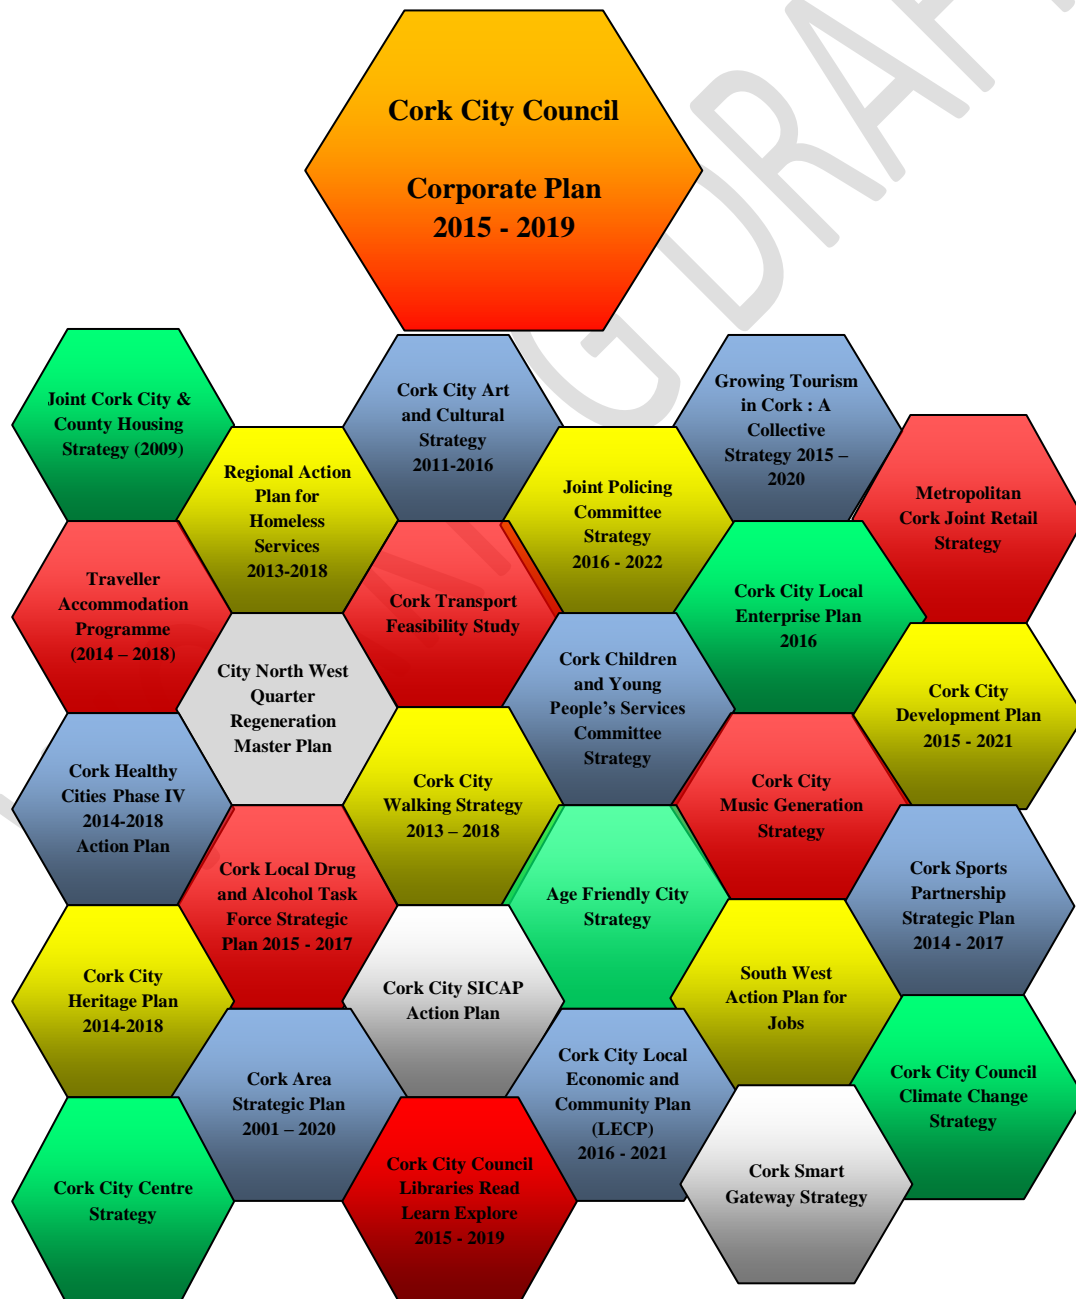 Cork City Council
Corporate Plan
2015 - 2019
Joint Cork City &
County Housing
Strategy (2009)
Cork City Art
and Cultural
Strategy
2011-2016
Growing Tourism
in Cork : A
Collective
Strategy 2015 –
2020
Regional Action
Plan for
Homeless
Services
2013-2018
Joint Policing
Committee
Strategy
2016 - 2022
Metropolitan
Cork Joint Retail
Strategy
Traveller
Accommodation
Programme
(2014 – 2018)
Cork Transport
Feasibility Study
Cork City Local
Enterprise Plan
2016
City North West
Quarter
Regeneration
Master Plan
Cork Children
and Young
People’s Services
Committee
Strategy
Cork City
Development Plan
2015 - 2021
Cork Healthy
Cities Phase IV
2014-2018
Action Plan
Cork City
Walking Strategy
2013 – 2018
Cork City
Music Generation
Strategy
Cork Local Drug
and Alcohol Task
Force Strategic
Plan 2015 - 2017
Age Friendly City
Strategy
Cork Sports
Partnership
Strategic Plan
2014 - 2017
Cork City
Heritage Plan
2014-2018
Cork City SICAP
Action Plan
South West
Action Plan for
Jobs
Cork Area
Strategic Plan
2001 – 2020
Cork City Local
Economic and
Community Plan
(LECP)
2016 - 2021
Cork City Council
Climate Change
Strategy
Cork City Centre
Strategy
Cork City Council
Libraries Read
Learn Explore
2015 - 2019
Cork Smart
Gateway Strategy